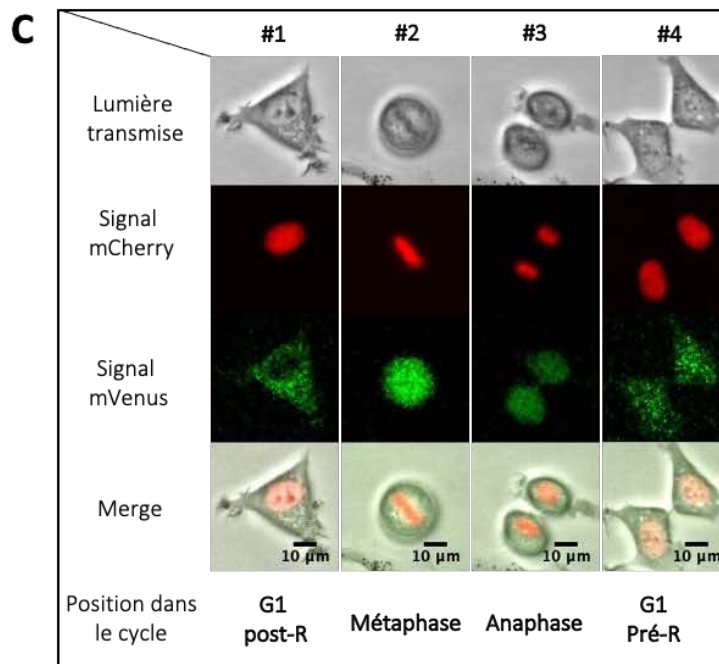 C
#1 #2 #3 #4
Lumière
transmise
Signal
mCherry
Signal
mVenus
Merge
10 µm 10 µm 10 µm 10 µm
Position dans
le cycle
G1
post-R
Métaphase
Anaphase
G1
Pré-R